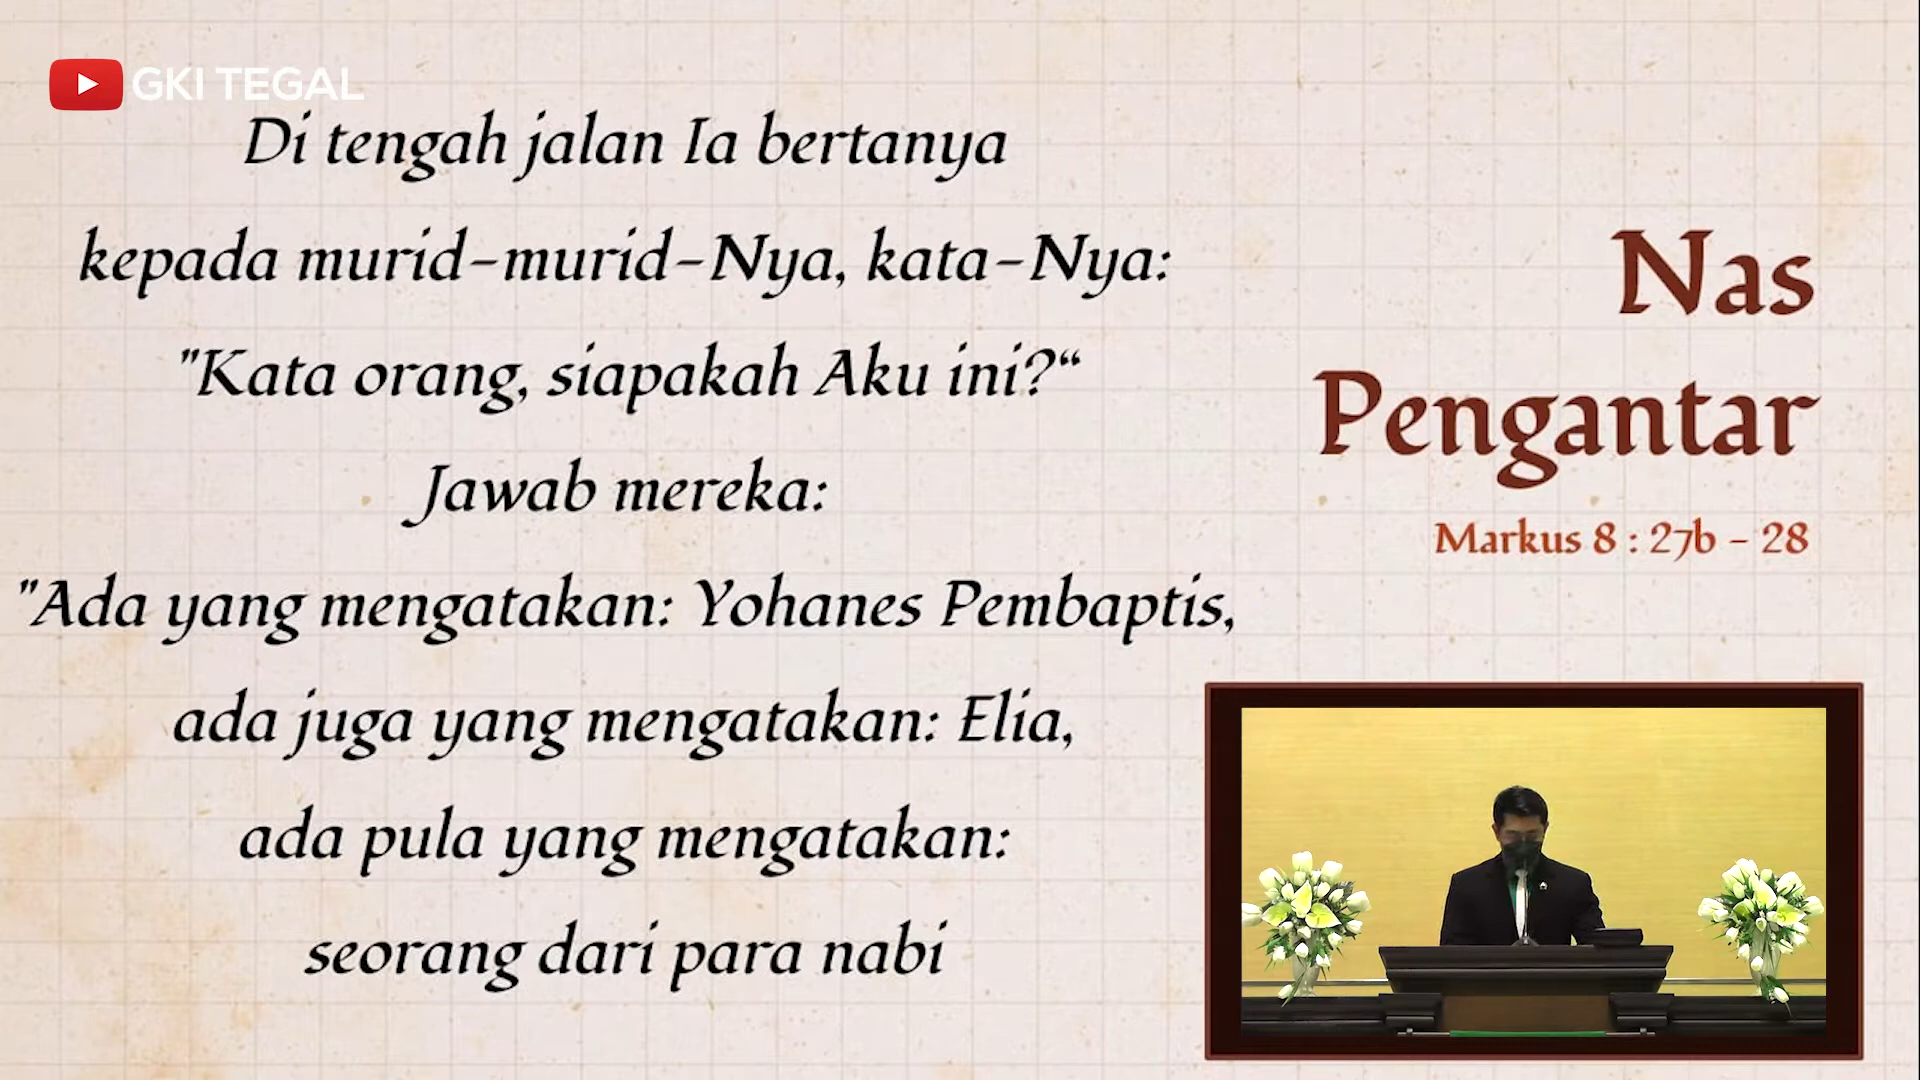 GKI TEGAL
Di tengah jalan Ia bertanya
kepada murid-murid-Nya, kata-Nya:
"Kata orang, siapakah Aku ini?“
Jawab mereka:
"Ada yang mengatakan: Yohanes Pembaptis,
ada juga yang mengatakan: Elia,
ada pula yang mengatakan:
seorang dari para nabi
Nas
Pengantar
Markus 8 : 27b - 28